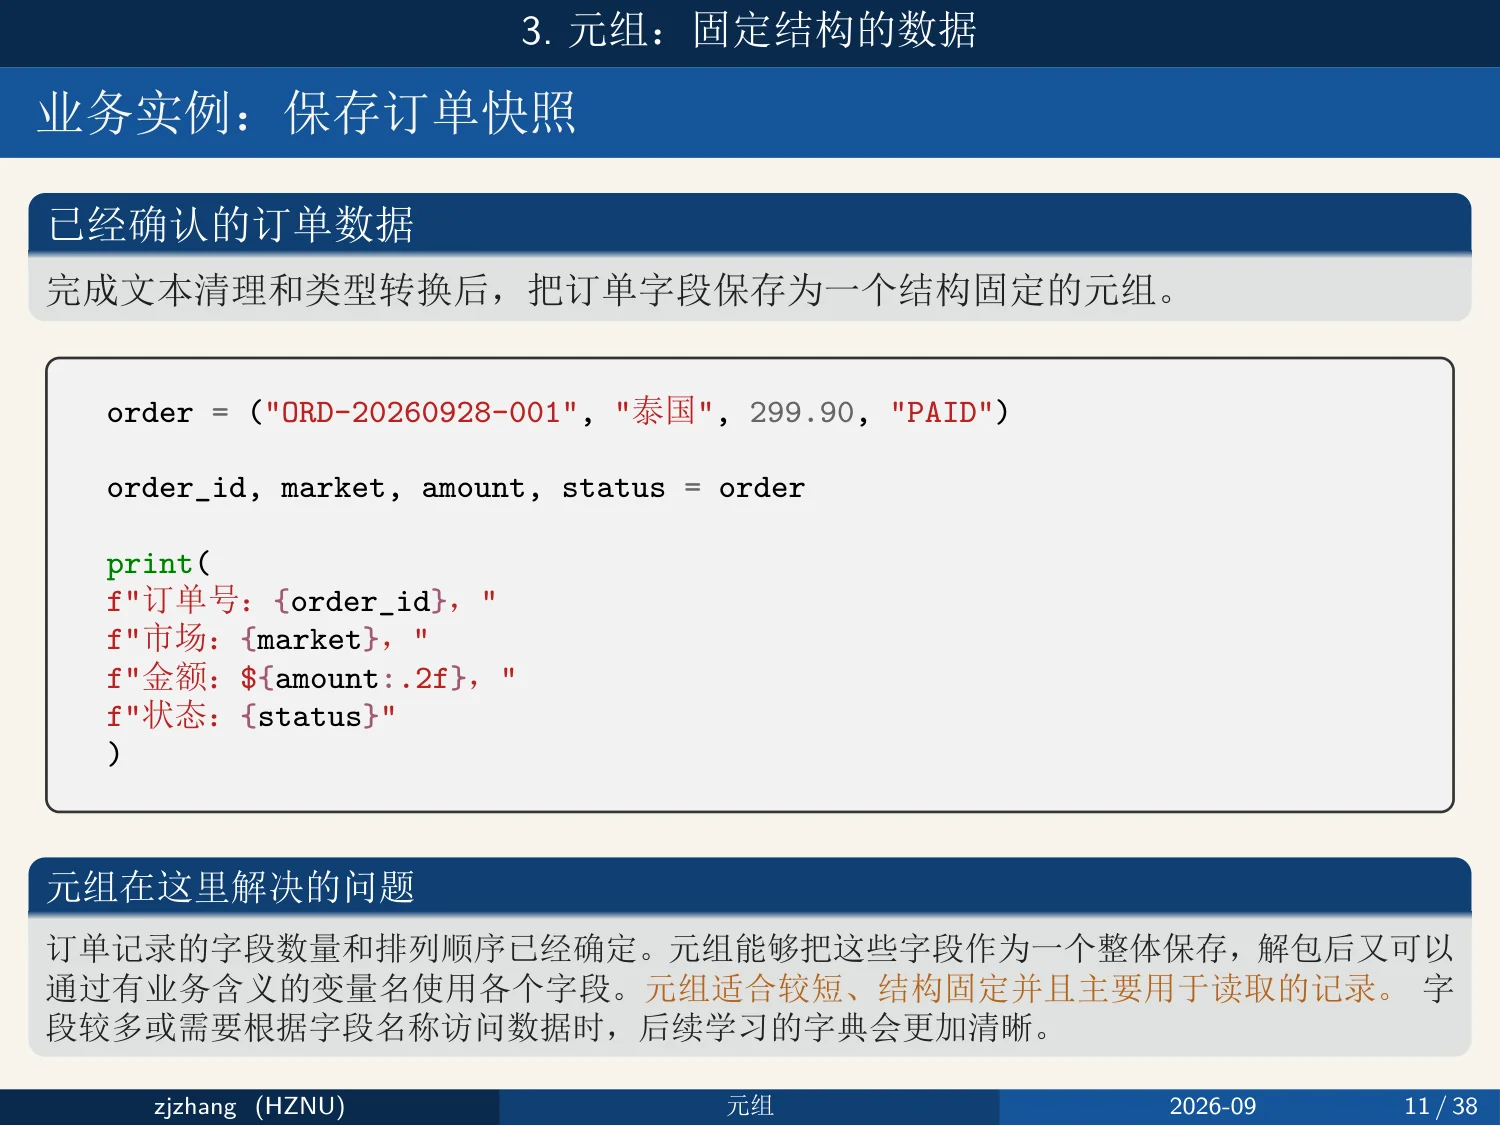 3. 元组：固定结构的数据
业务实例：保存订单快照
已经确认的订单数据
完成文本清理和类型转换后，把订单字段保存为一个结构固定的元组。
order = ("ORD-20260928-001", "泰国", 299.90, "PAID")
order_id, market, amount, status = order
print(
f"订单号：{order_id}，"
f"市场：{market}，"
f"金额：${amount:.2f}，"
f"状态：{status}"
)
元组在这里解决的问题
订单记录的字段数量和排列顺序已经确定。元组能够把这些字段作为一个整体保存，解包后又可以
通过有业务含义的变量名使用各个字段。元组适合较短、结构固定并且主要用于读取的记录。 字
段较多或需要根据字段名称访问数据时，后续学习的字典会更加清晰。
zjzhang (HZNU) 元组 2026-09 11 / 38